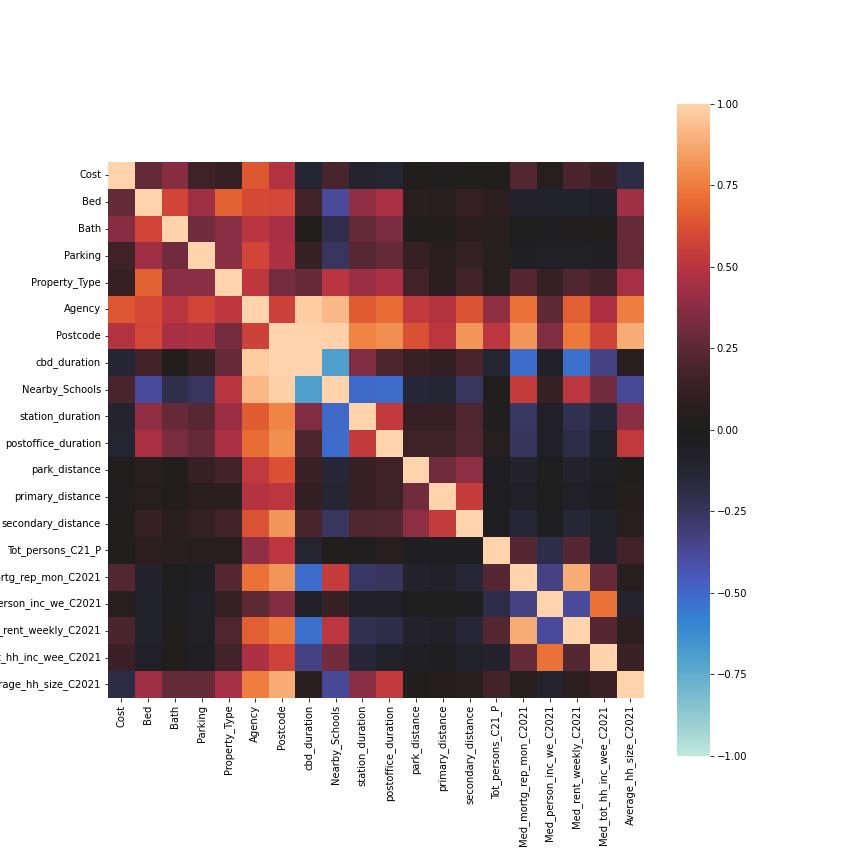 1.00
0.75
0.50
0.25
0.00
−0.25
−0.50
−0.75
−1.00
Cost
Bed
Bath
Parking
Property_Type
Agency
Postcode
cbd_duration
Nearby_Schools
station_duration
postoffice_duration
park_distance
primary_distance
secondary_distance
Tot_persons_C21_P
ortg_rep_mon_C2021
erson_inc_we_C2021
_rent_weekly_C2021
t_hh_inc_wee_C2021
rage_hh_size_C2021
Cost
Bed
Bath
Parking
Property_Type
Agency
Postcode
cbd_duration
Nearby_Schools
station_duration
postoffice_duration
park_distance
primary_distance
secondary_distance
Tot_persons_C21_P
Med_mortg_rep_mon_C2021
Med_person_inc_we_C2021
Med_rent_weekly_C2021
Med_tot_hh_inc_wee_C2021
Average_hh_size_C2021